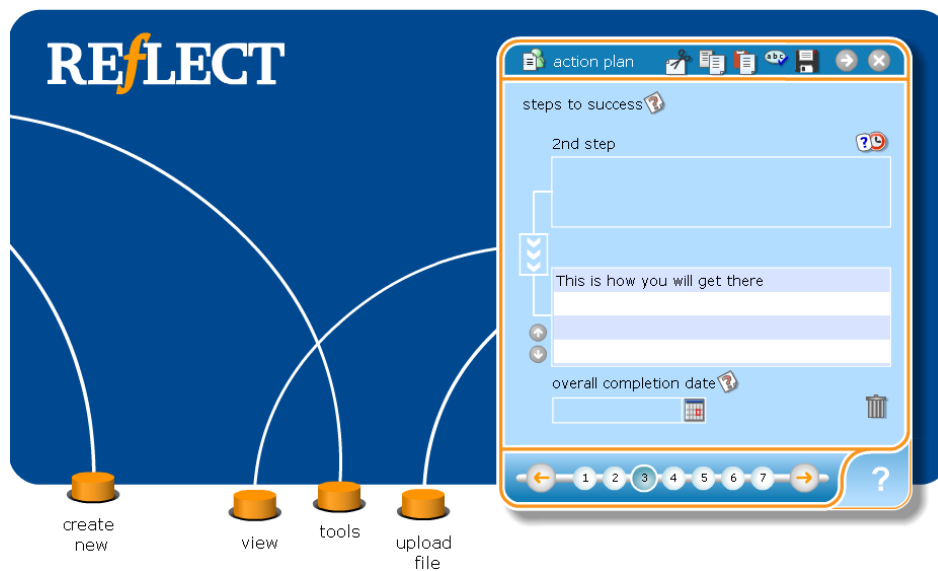 REfLECT
action plan
abc
steps to success ?
2nd step
?
This is how you will get there
overall completion date ?
1 2 3 4 5 6 7
?
create
new
view
tools
upload
file